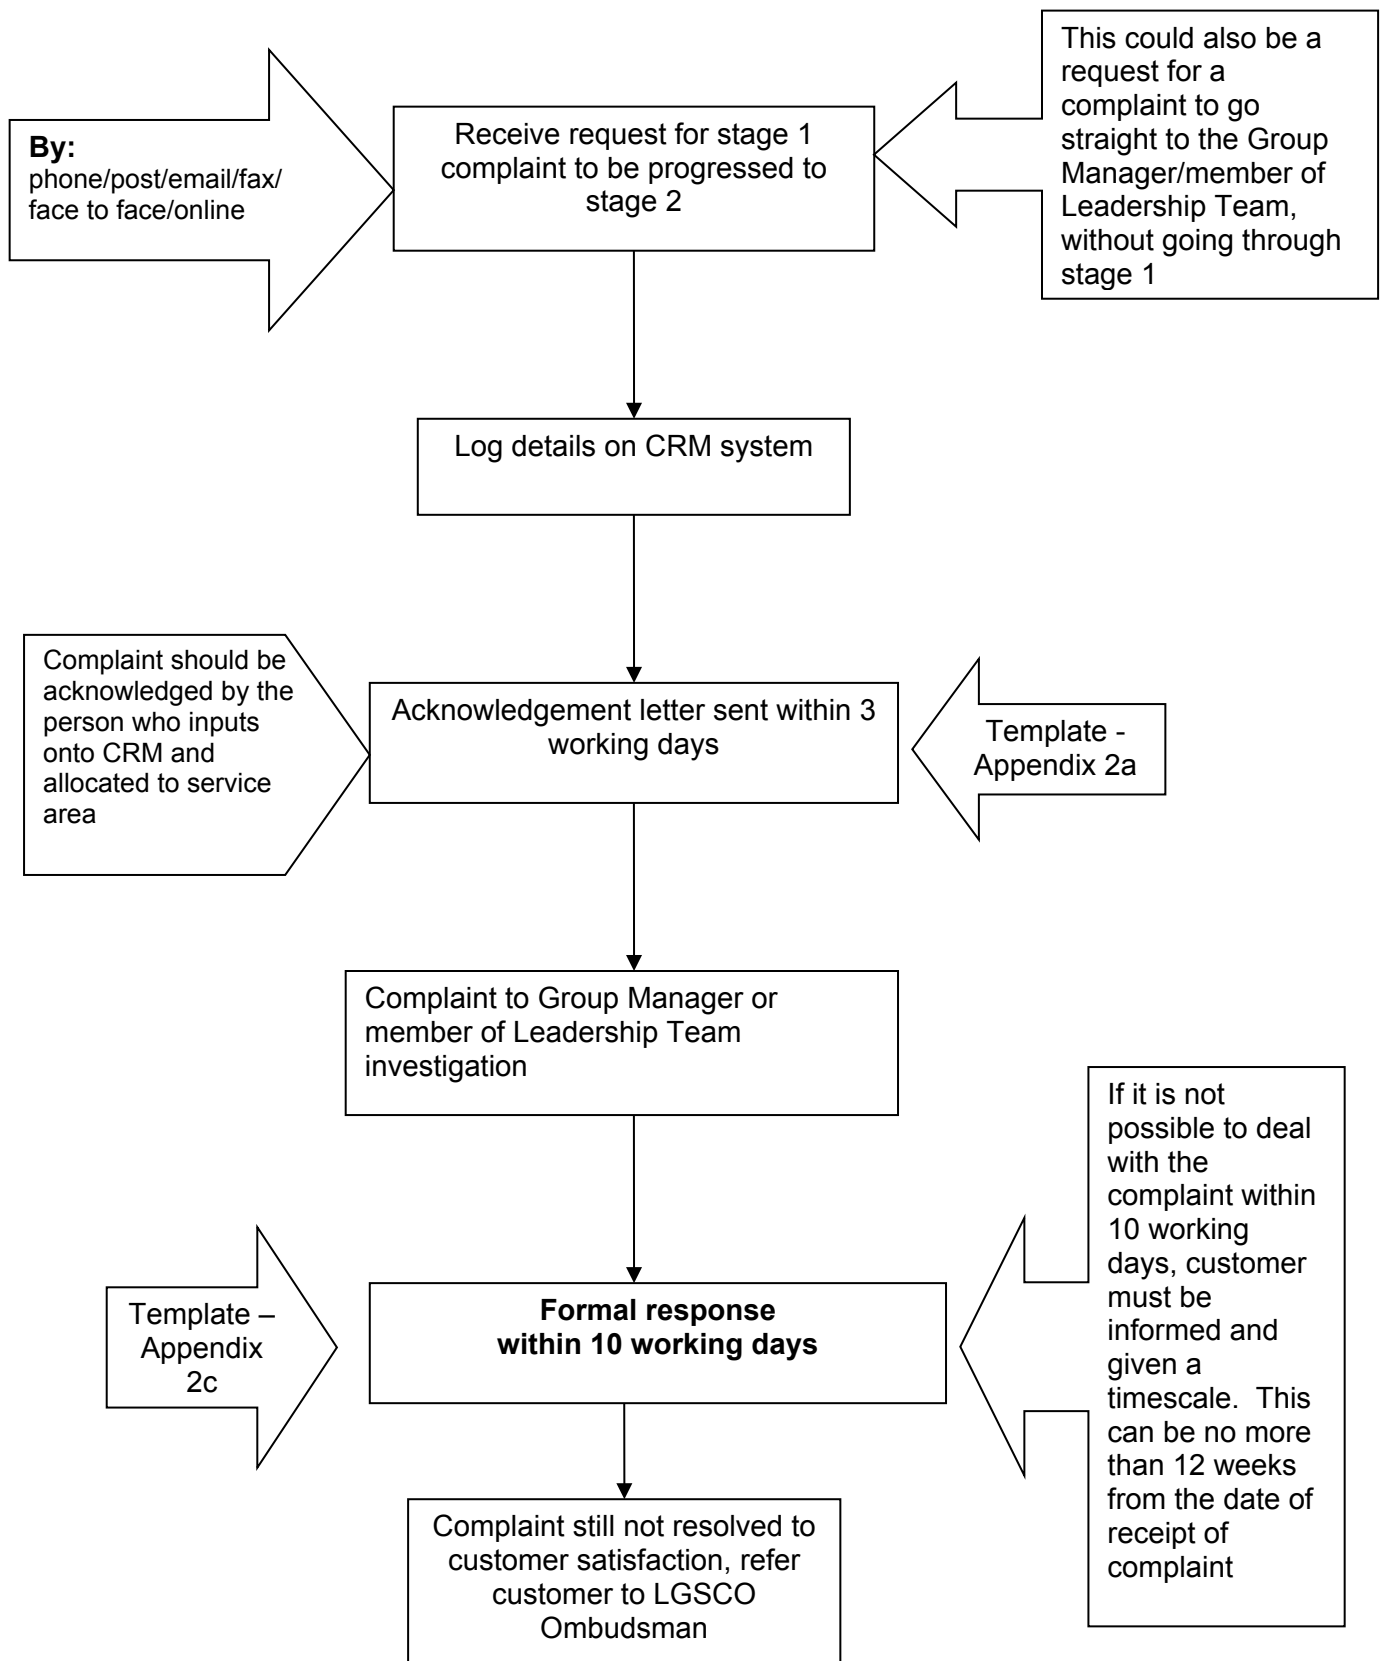 By:
phone/post/email/fax/
face to face/online
Receive request for stage 1
complaint to be progressed to
stage 2
This could also be a
request for a
complaint to go
straight to the Group
Manager/member of
Leadership Team,
without going through
stage 1
Log details on CRM system
Complaint should be
acknowledged by the
person who inputs
onto CRM and
allocated to service
area
Acknowledgement letter sent within 3
working days
Template -
Appendix 2a
Complaint to Group Manager or
member of Leadership Team
investigation
Template –
Appendix
2c
Formal response
within 10 working days
If it is not
possible to deal
with the
complaint within
10 working
days, customer
must be
informed and
given a
timescale.  This
can be no more
than 12 weeks
from the date of
receipt of
complaint
Complaint still not resolved to
customer satisfaction, refer
customer to LGSCO
Ombudsman